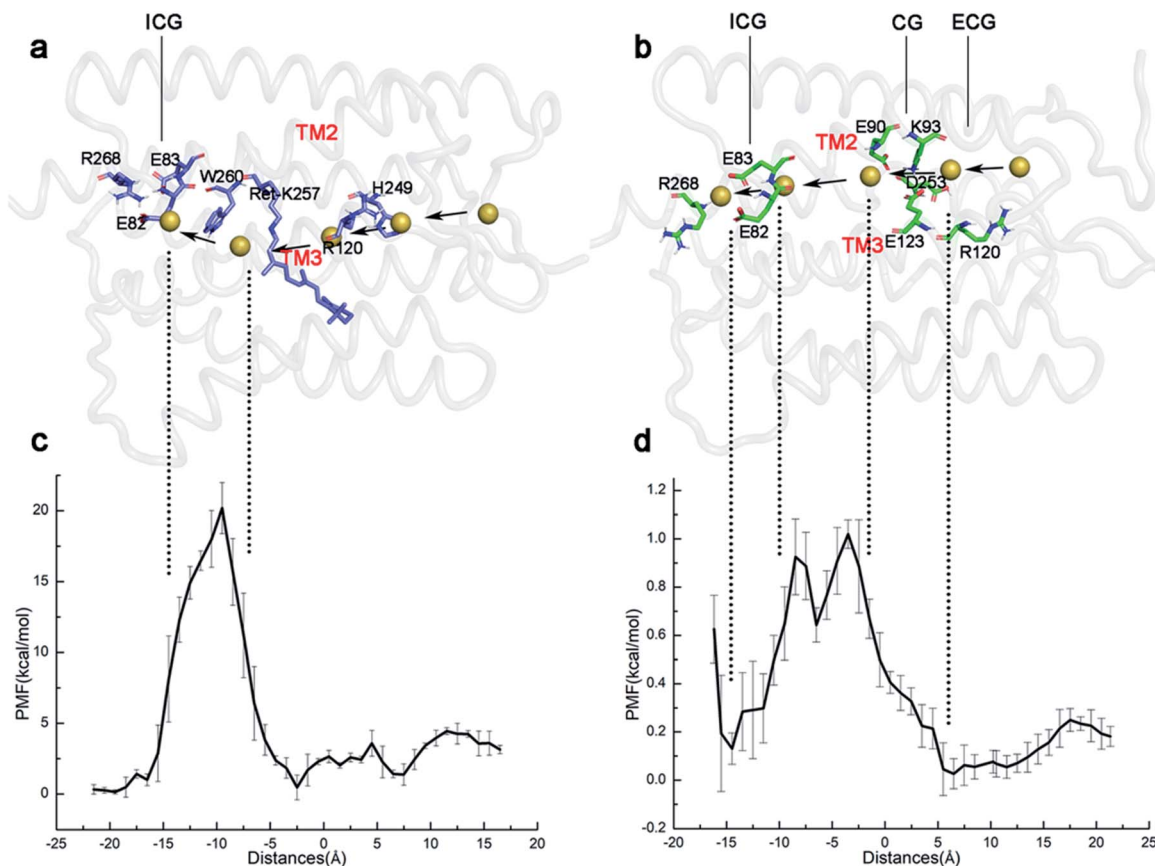 ICG
ICG
CG
ECG
a
b
TM2
R268
E83
W260
Ret-K257
H249
E82
R120
TM3
E90
K93
TM2
E83
R268
D253
E82
TM3
E123
R120
c
d
PMF(kcal/mol)
20
15
10
5
0
-25 -20 -15 -10 -5 0 5 10 15 20
Distances(Å)
PMF(kcal/mol)
1.2
1.0
0.8
0.6
0.4
0.2
0.0
-0.2
-20 -15 -10 -5 0 5 10 15 20 25
Distances(Å)